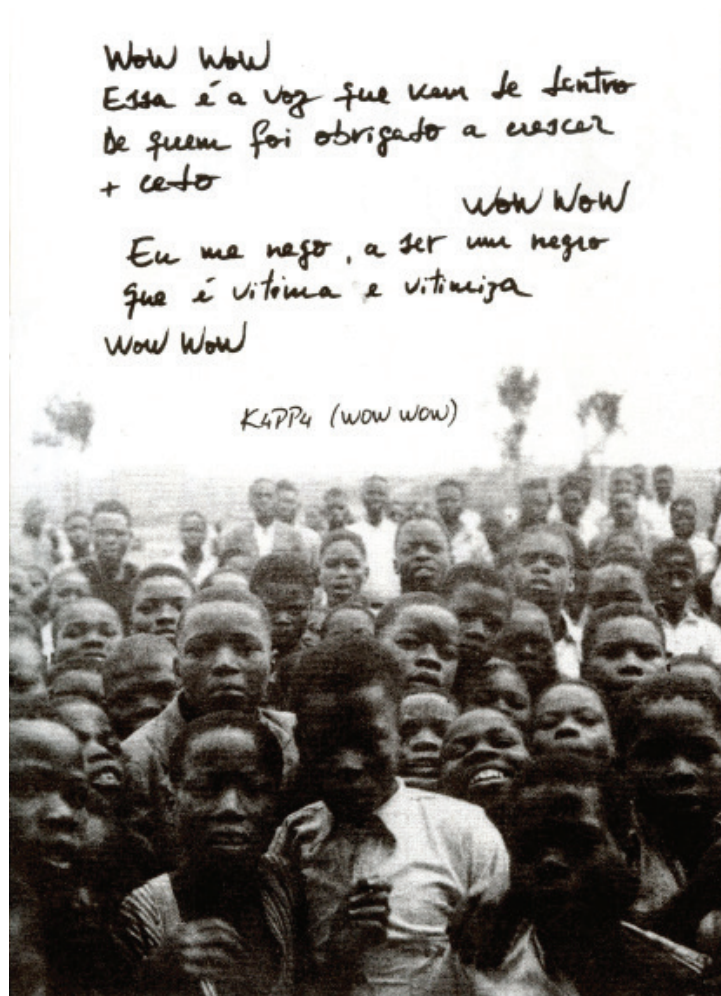 WOW WOW
Essa é a voz que vem de dentro
De quem foi obrigado a crescer
+ cedo
WOW WOW
Eu me nego, a ser um negro
que é vitima e vitimiza
WOW WOW
K4PP4 (WOW WOW)